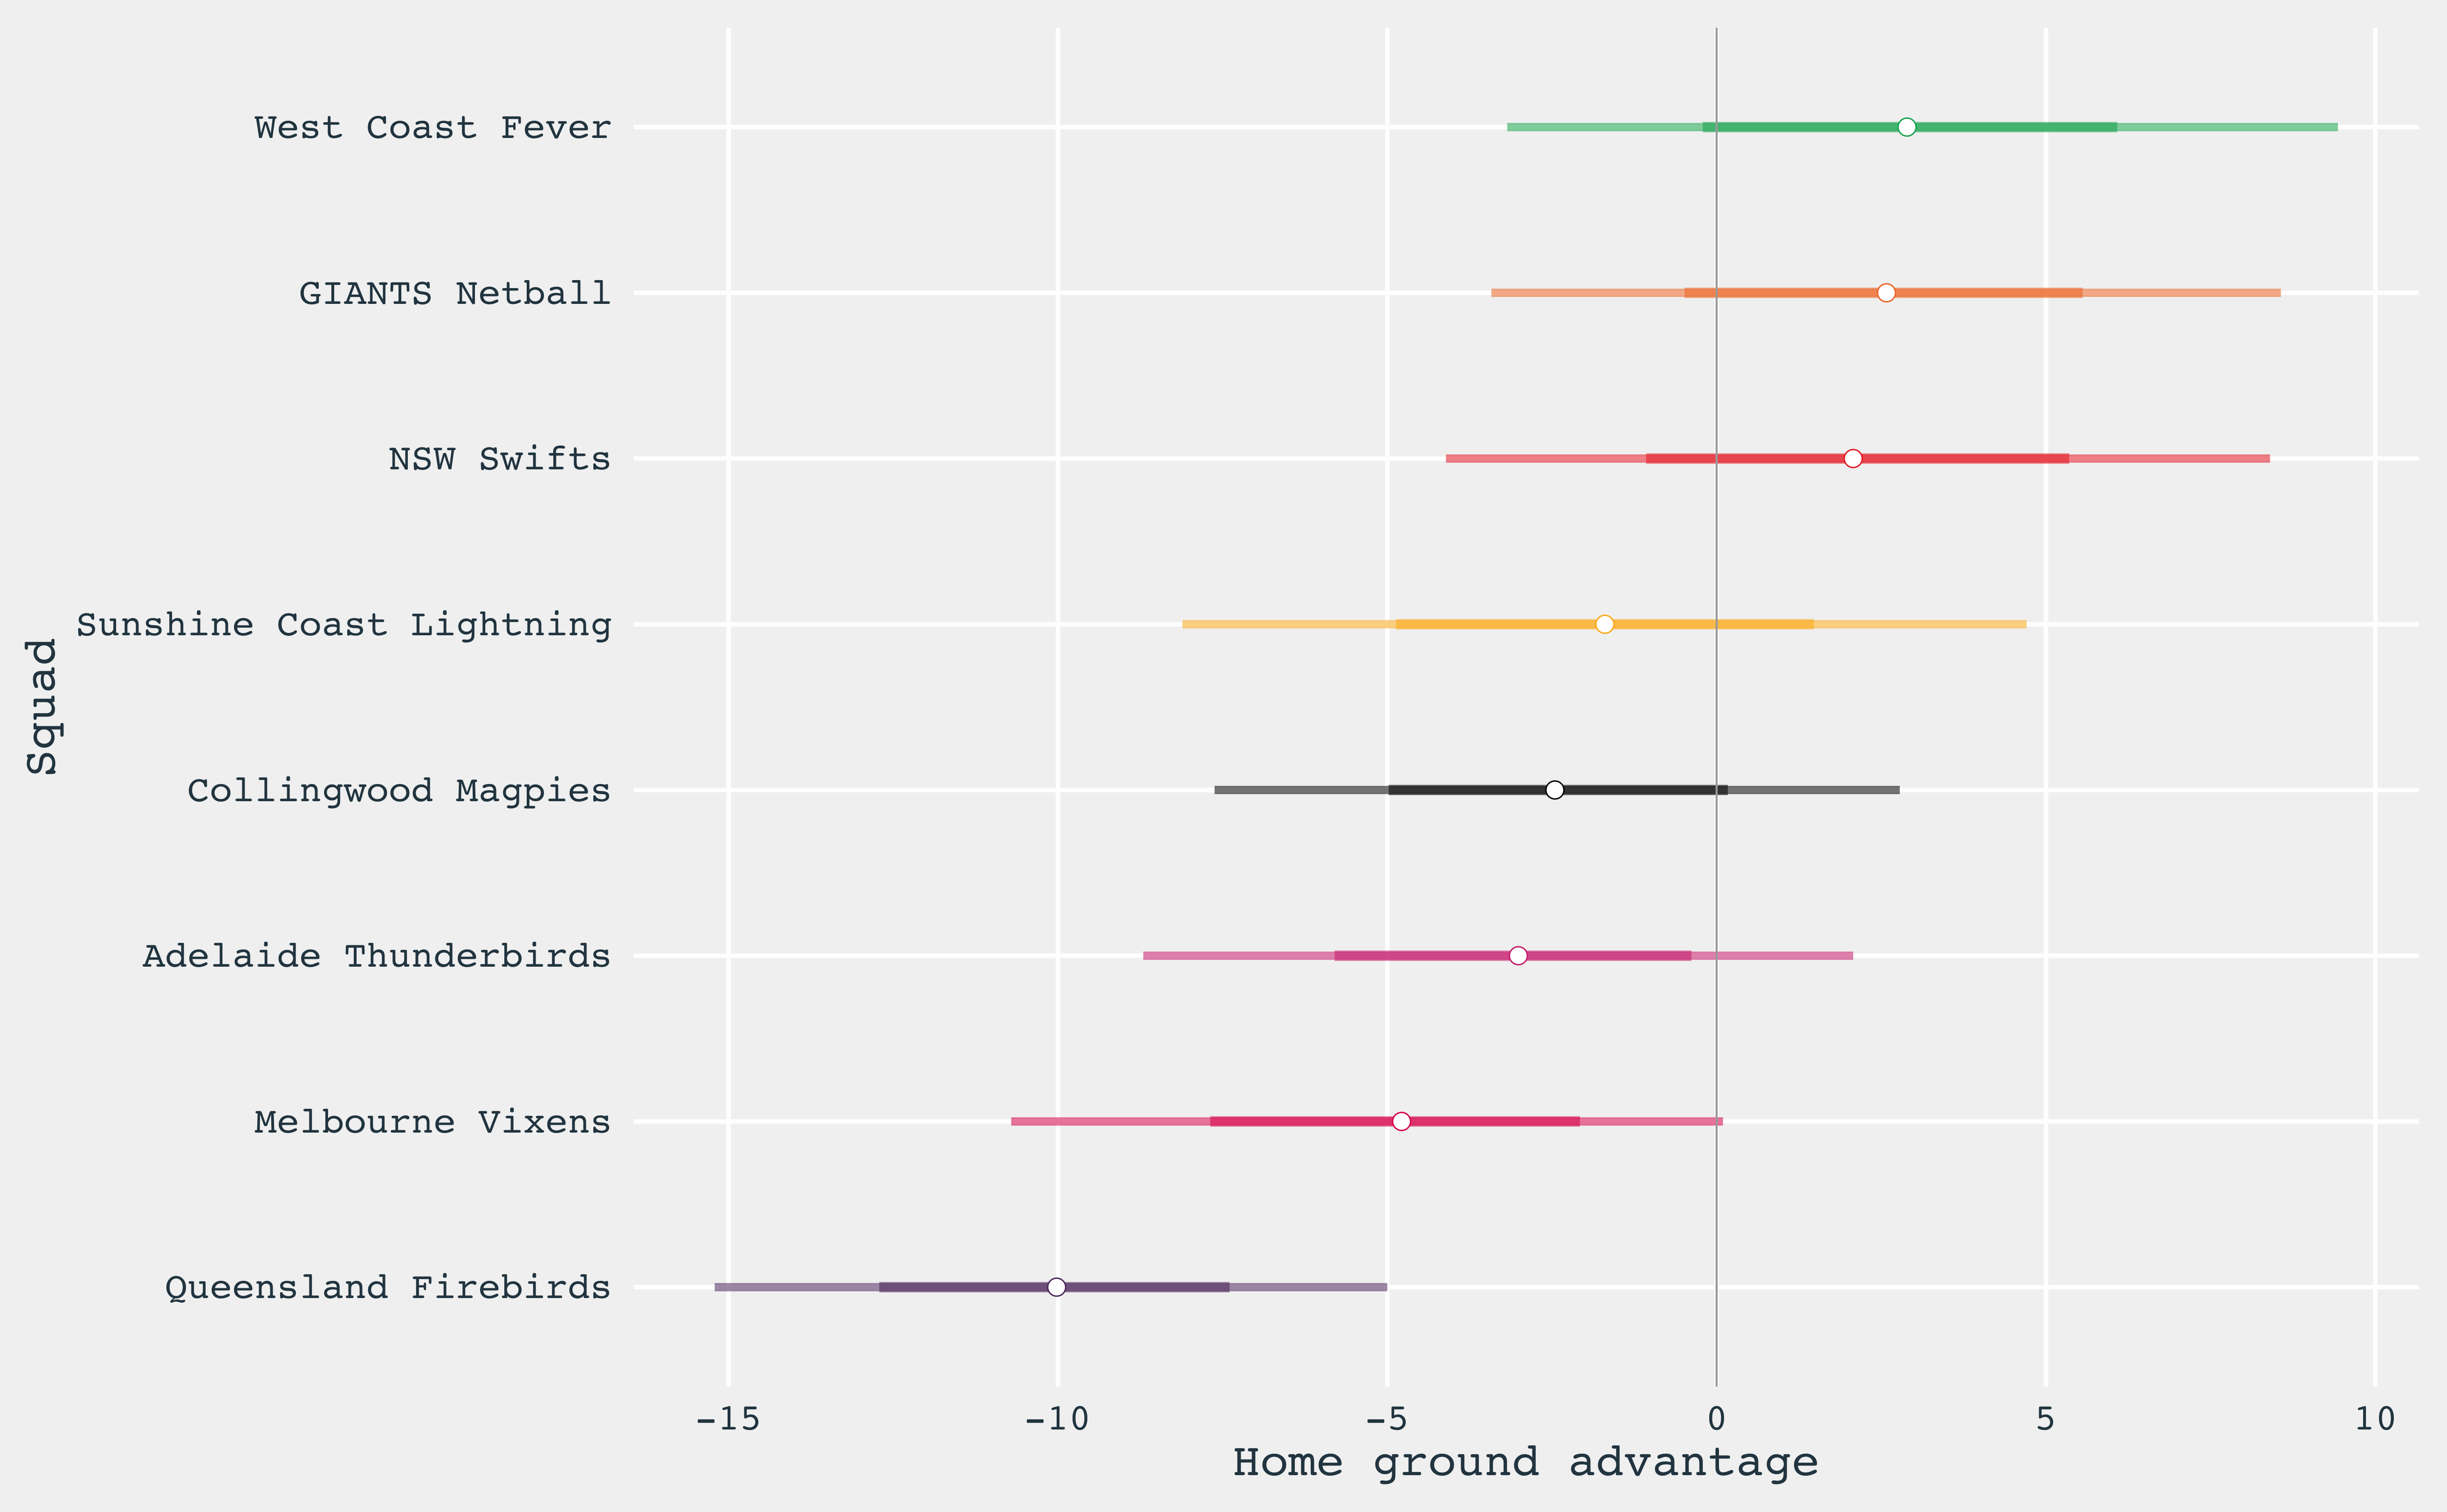 West Coast Fever
GIANTS Netball
NSW Swifts
Sunshine Coast Lightning
Collingwood Magpies
Adelaide Thunderbirds
Melbourne Vixens
Queensland Firebirds
Squad
-15 -10 -5 0 5 10
Home ground advantage